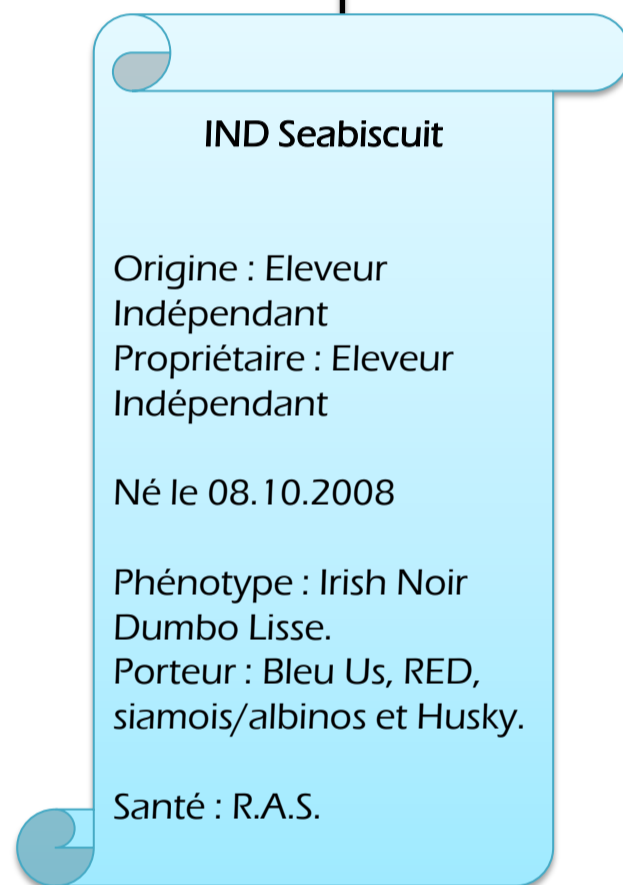 IND Seabiscuit
Origine : Eleveur
Indépendant
Propriétaire : Eleveur
Indépendant
Né le 08.10.2008
Phénotype : Irish Noir
Dumbo Lisse.
Porteur : Bleu Us, RED,
siamois/albinos et Husky.
Santé : R.A.S.